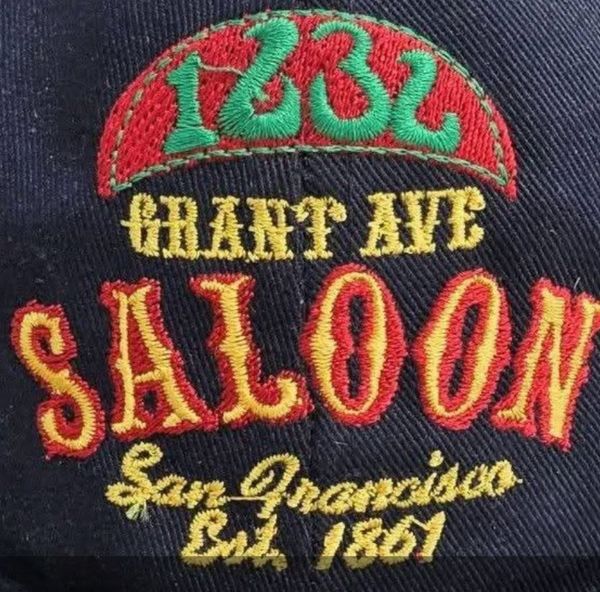 1232
GRANT AVE
SALOON
San Francisco
Est. 1861